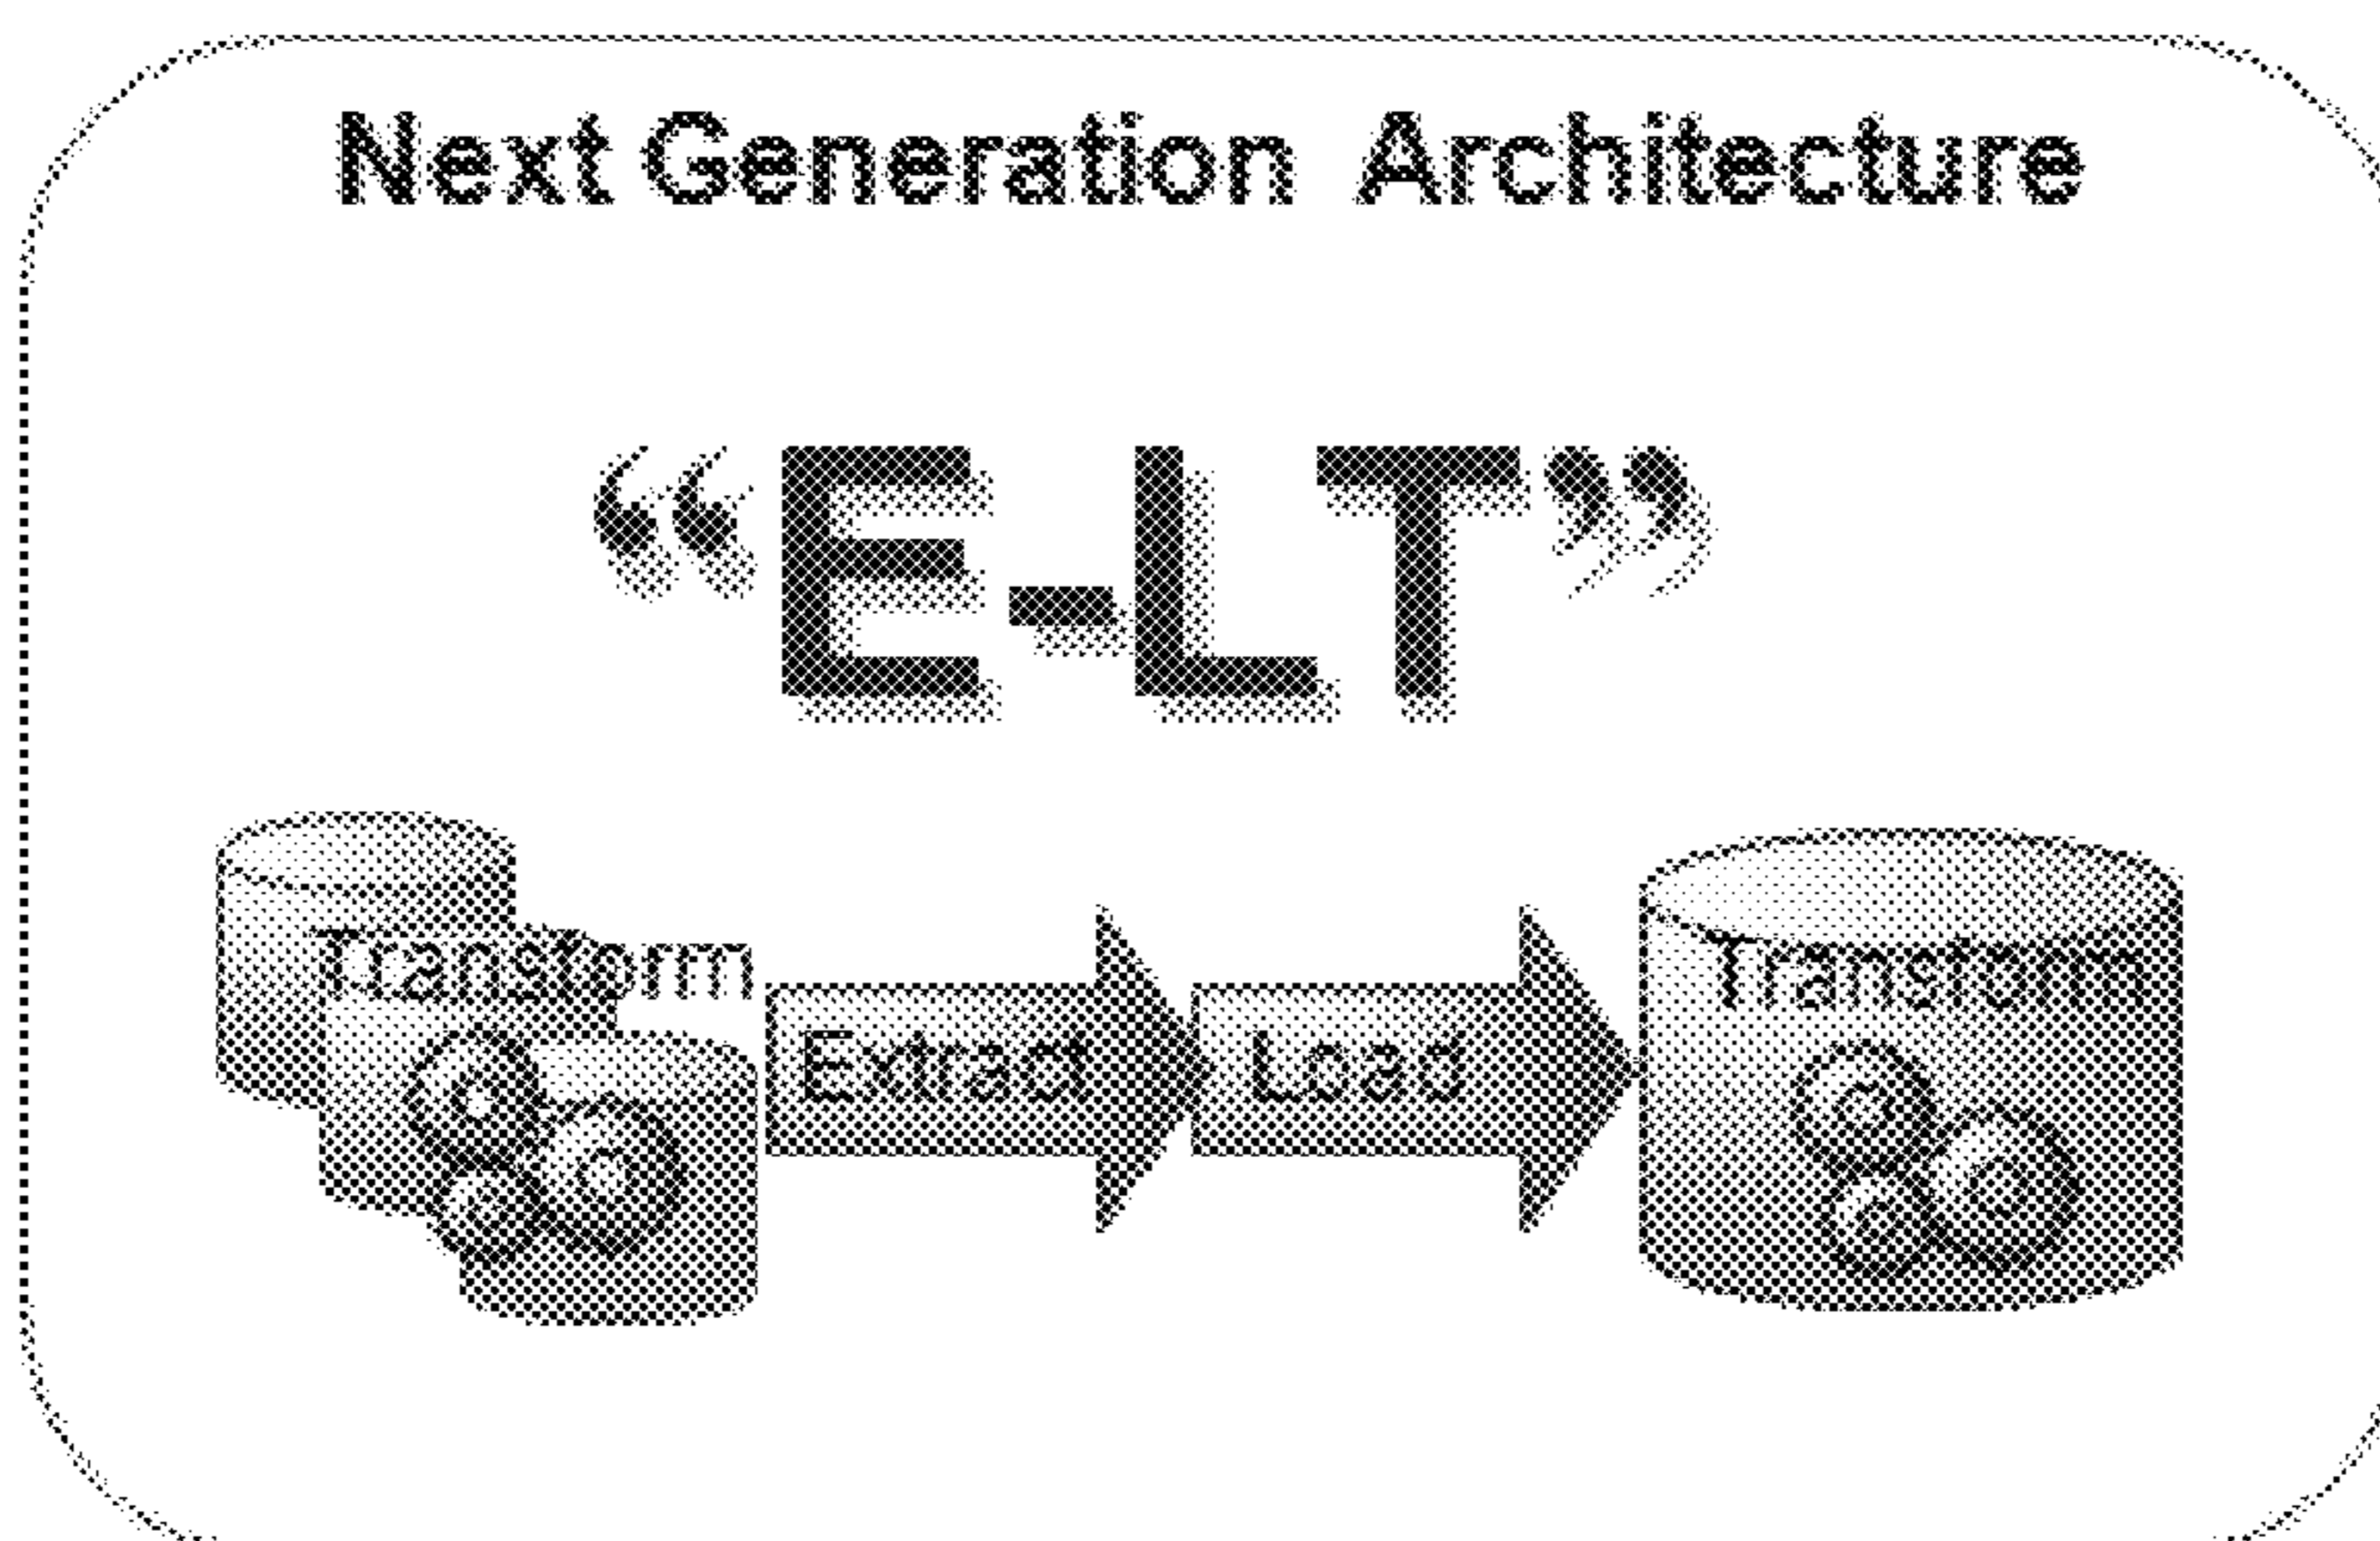 Next Generation Architecture
“E-LT”
Transform
Extract
Load
Transform